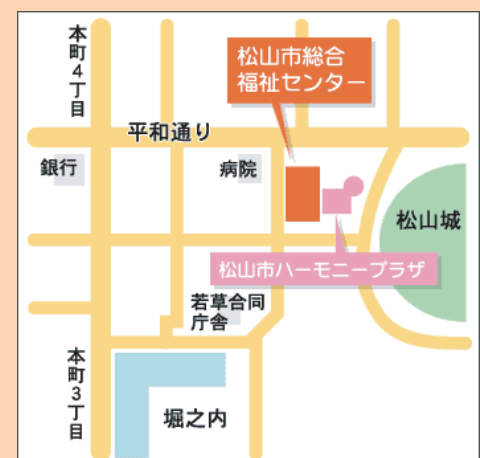 本町4丁目
松山市総合
福祉センター
平和通り
銀行
病院
松山城
松山市ハーモニープラザ
若草合同
庁舎
本町3丁目
堀之内